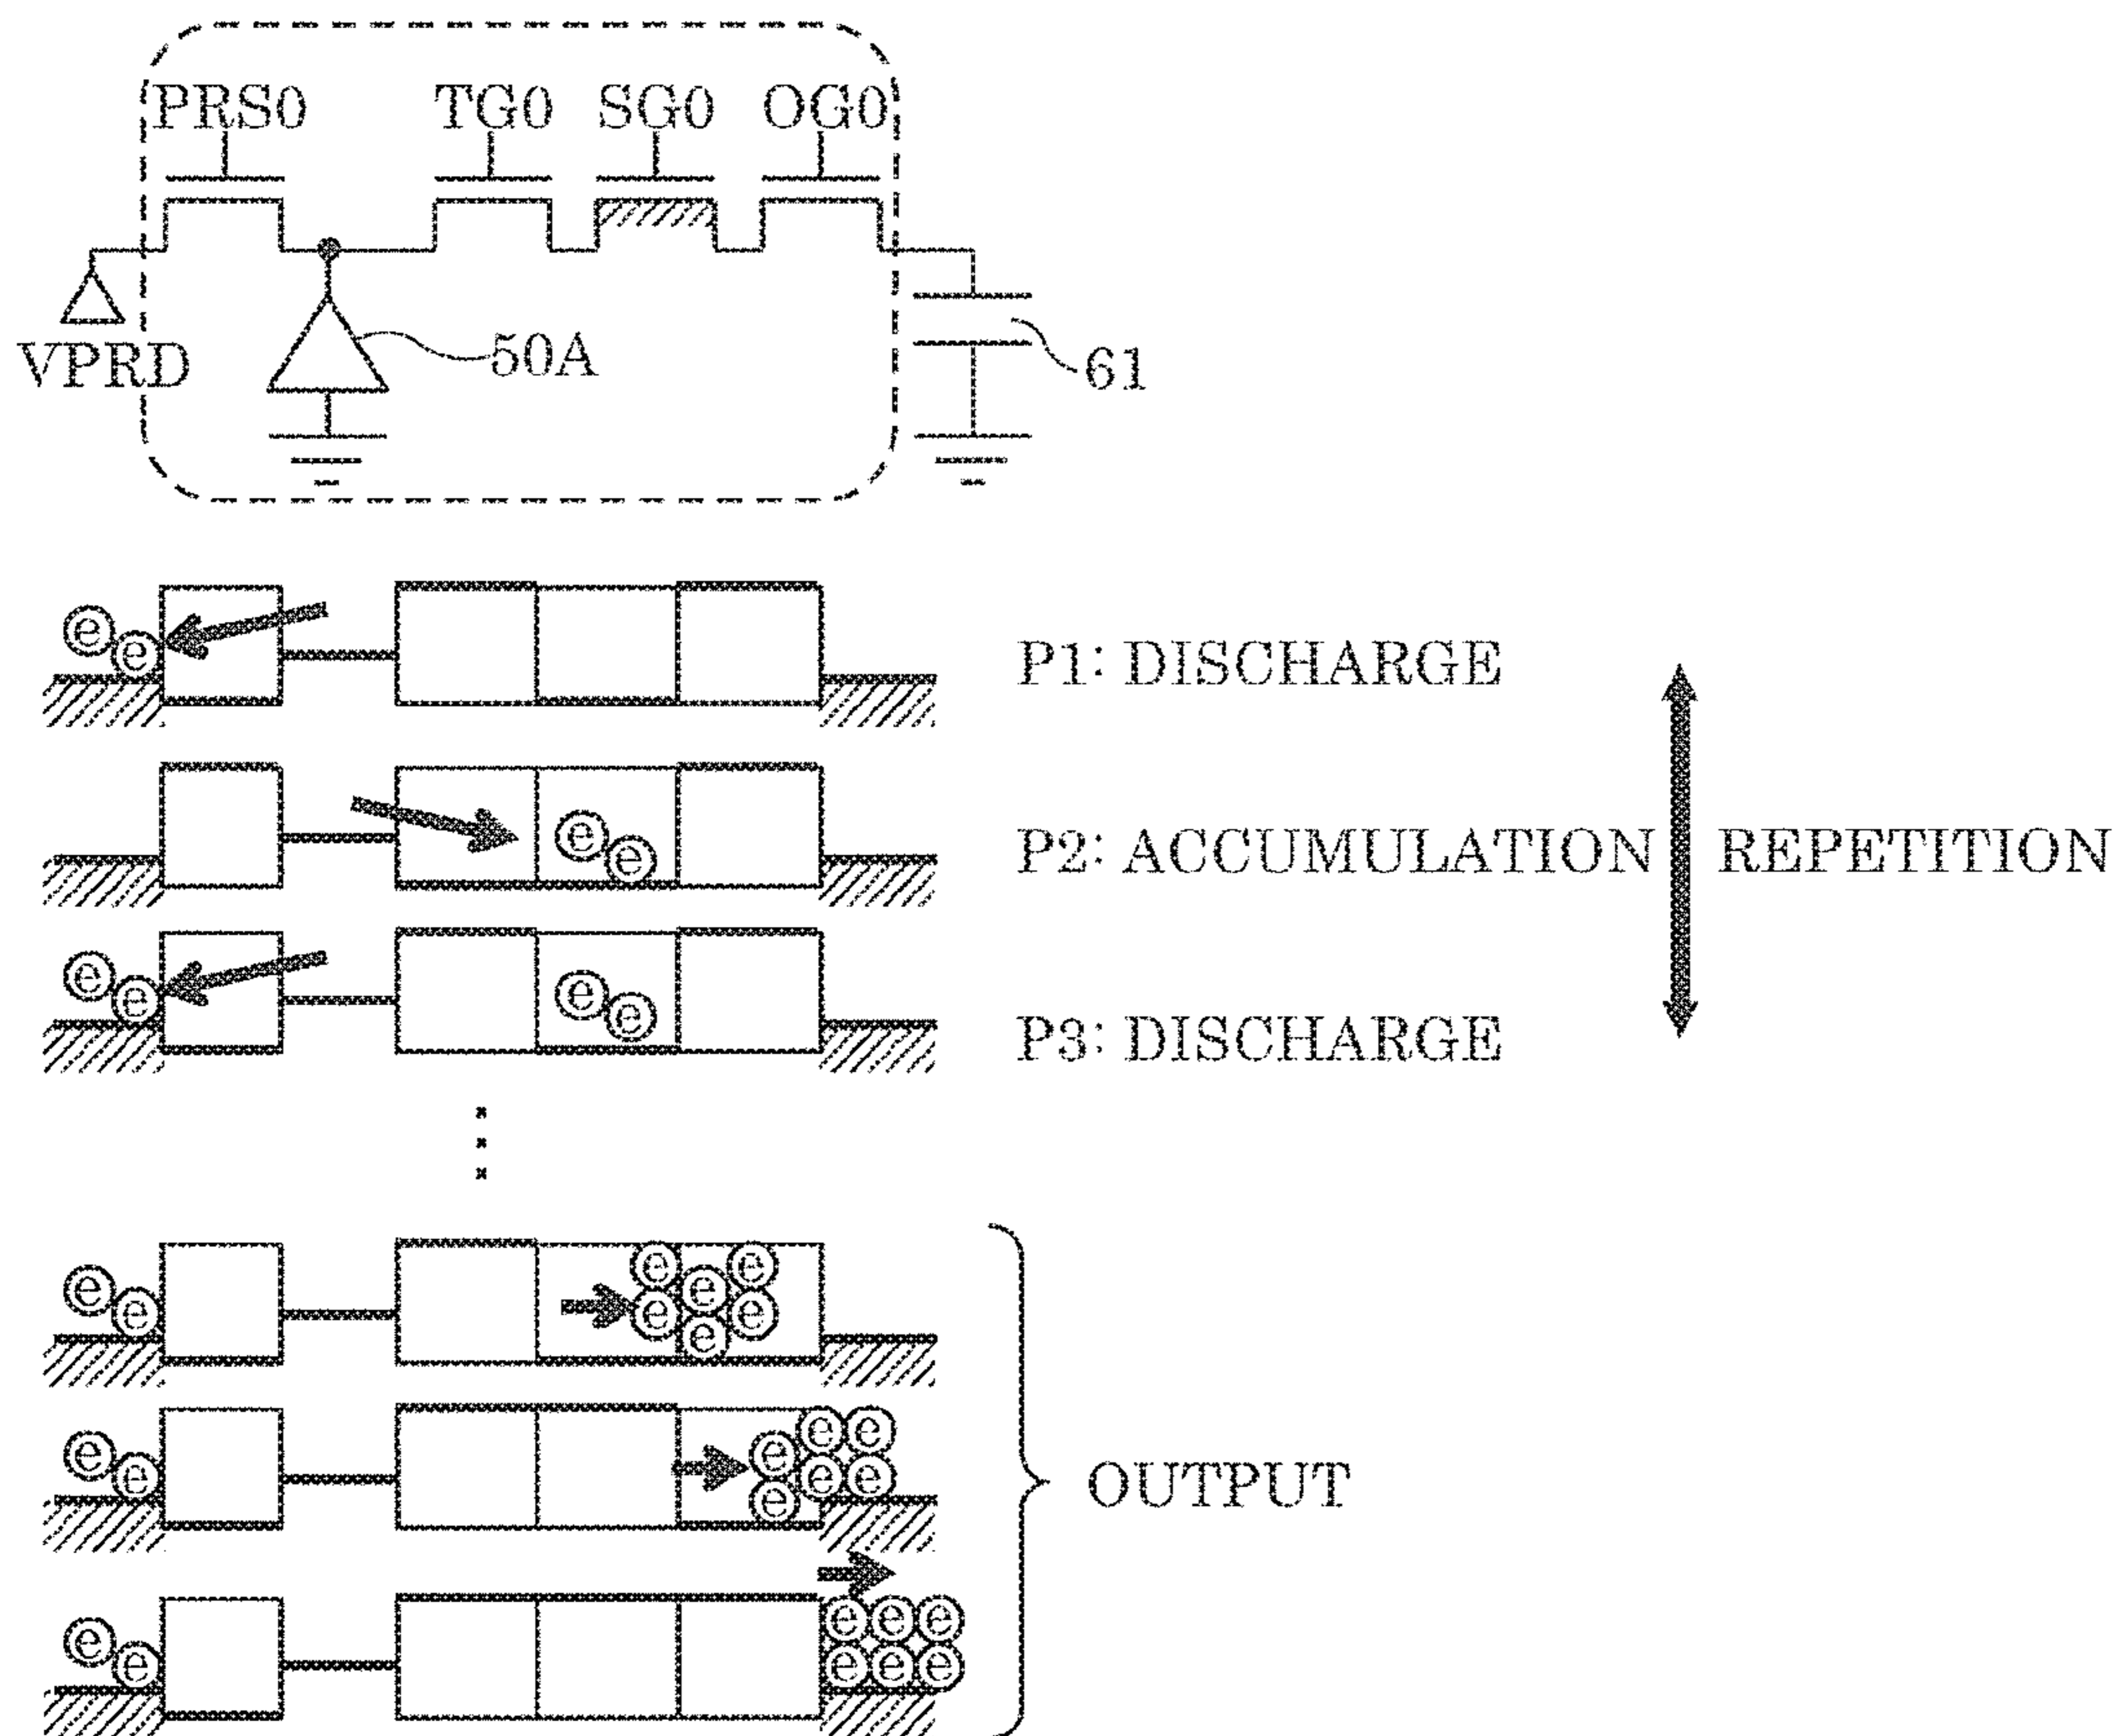 PRS0 TG0 SG0 OG0
VPRD
50A
61
e e
P1: DISCHARGE
e e
P2: ACCUMULATION
REPETITION
e e e e
P3: DISCHARGE
e e e e e e e e
e e e e e e e e
OUTPUT
e e e e e e e e